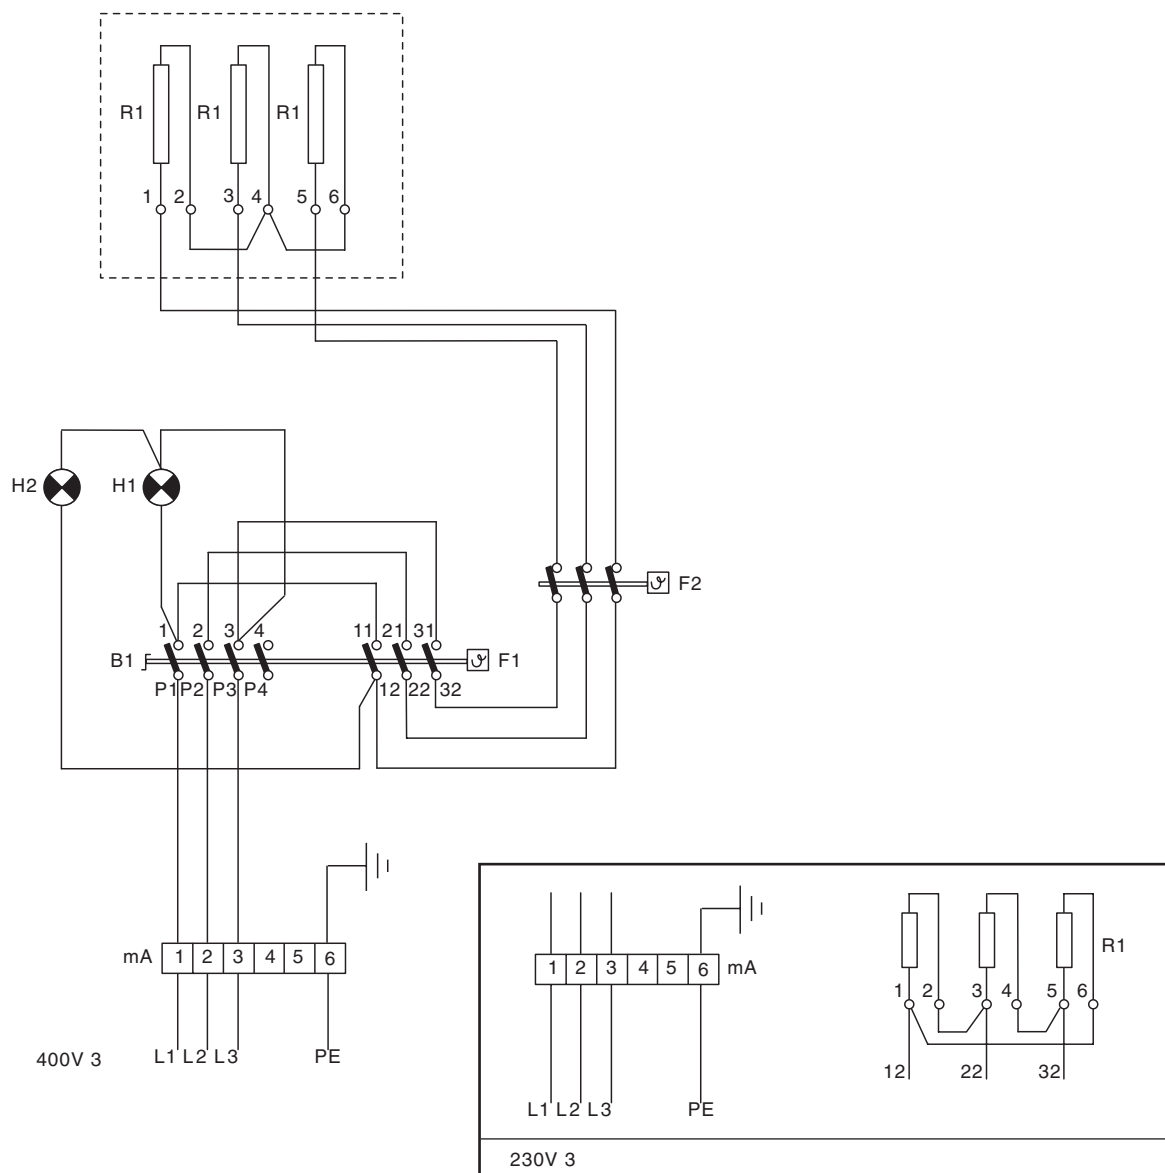 R1 R1 R1
1 2 3 4 5 6
H2 H1
F2
1 2 3 4 11 21 31
B1 F1
P1 P2 P3 P4 12 22 32
mA 1 2 3 4 5 6
L1 L2 L3 PE
400V 3
1 2 3 4 5 6 mA
L1 L2 L3 PE
R1
1 2 3 4 5 6
12 22 32
230V 3